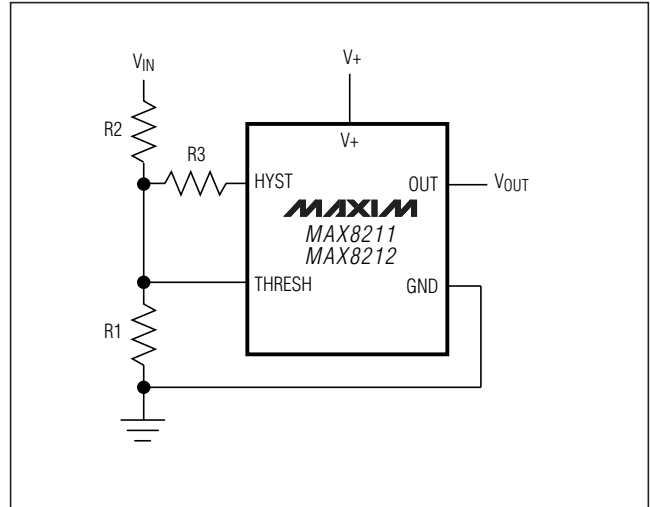 VIN
V+
R2
R3
V+
HYST
OUT
VOUT
MAXIM
MAX8211
MAX8212
THRESH
GND
R1